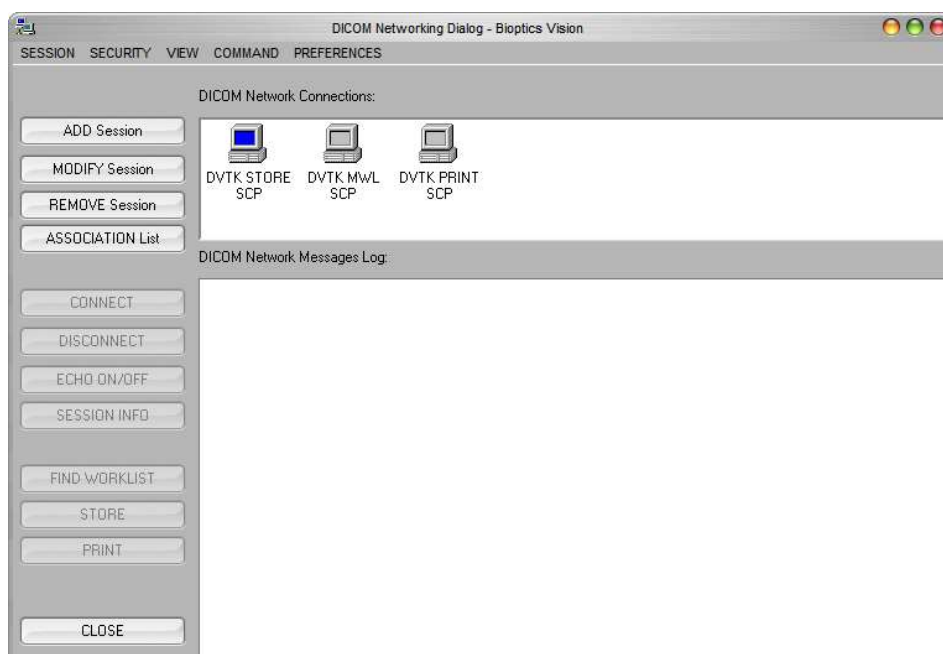 DICOM Networking Dialog - Bioptics Vision
SESSION SECURITY VIEW COMMAND PREFERENCES
DICOM Network Connections:
ADD Session
MODIFY Session
REMOVE Session
ASSOCIATION List
DVTK STORE SCP
DVTK MWL SCP
DVTK PRINT SCP
DICOM Network Messages Log:
CONNECT
DISCONNECT
ECHO ON/OFF
SESSION INFO
FIND WORKLIST
STORE
PRINT
CLOSE